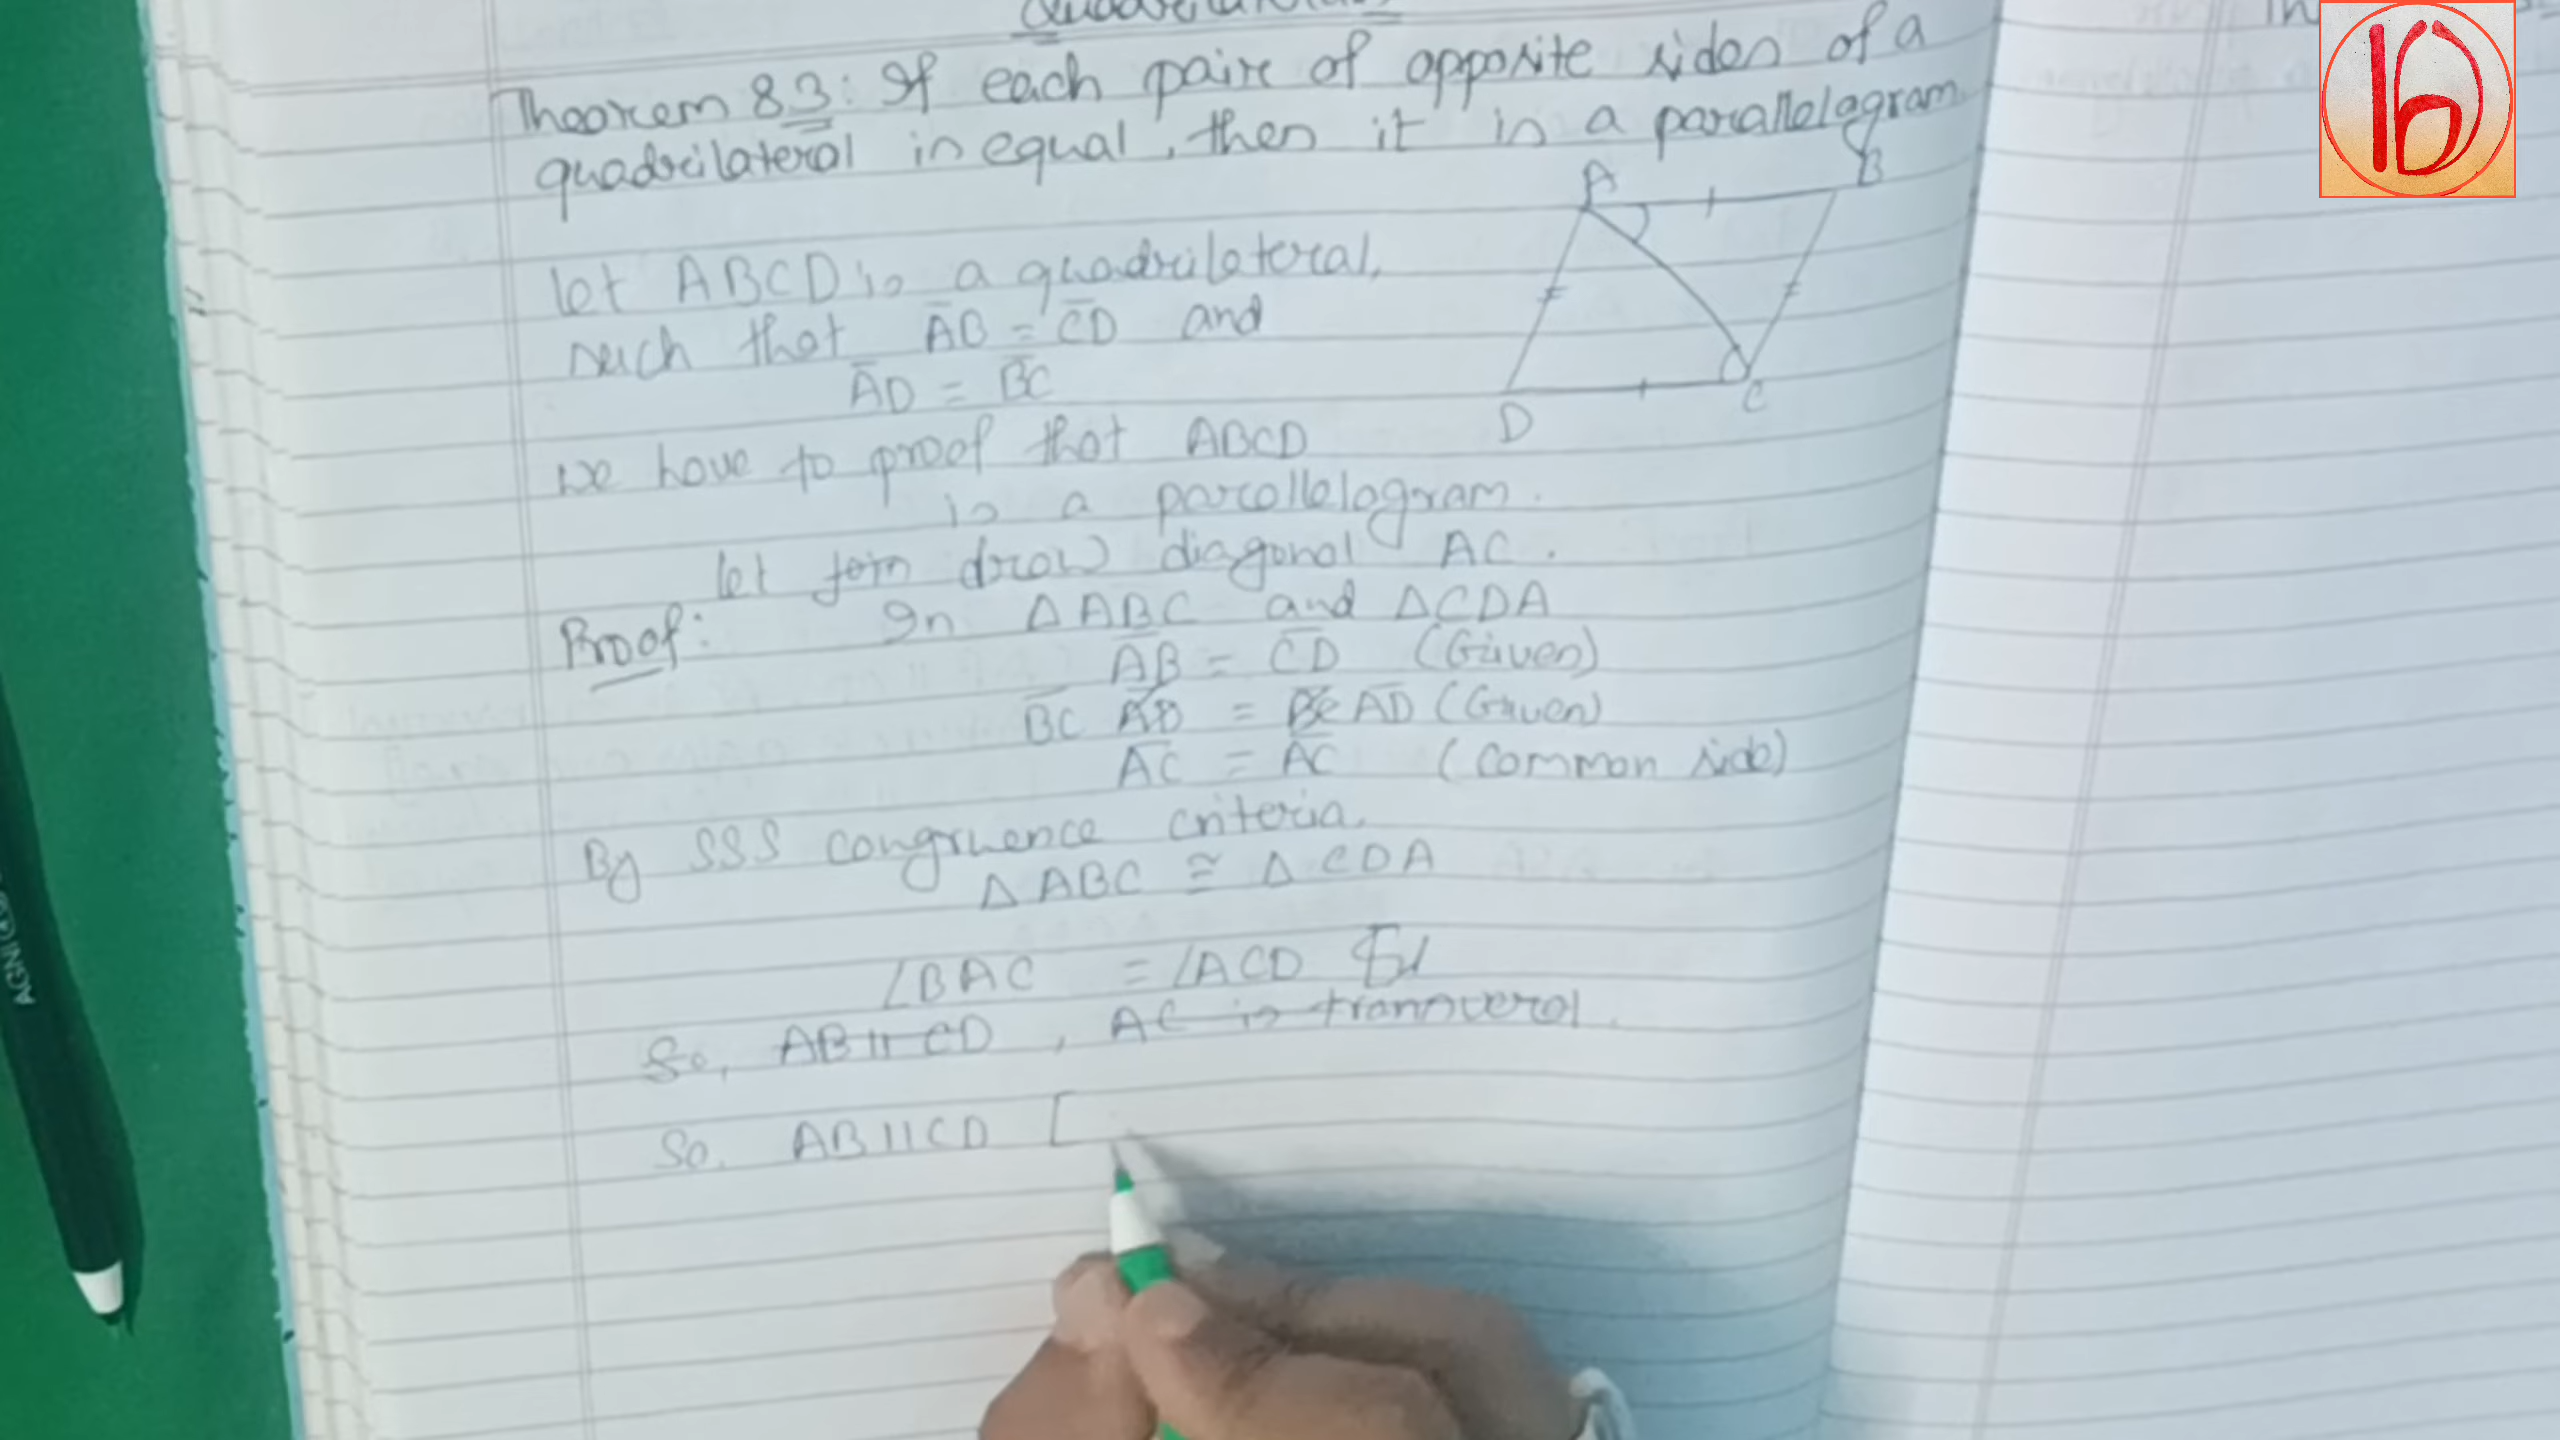 Theorem 8.3: If each pair of opposite sides of a
quadrilateral is equal, then it is a parallelogram
let ABCD is a quadrilateral,
such that AB = CD and
AD = BC
we have to proof that ABCD
is a parallelogram.
let join draw diagonal AC.
Proof: In △ABC and △CDA
AB = CD (Given)
BC AD = BC AD (Given)
AC = AC (Common side)
By SSS congruence criteria,
△ABC ≅ △CDA
∠BAC = ∠ACD
So, AB || CD, AC is transversal.
So, AB || CD [
A
B
D
C